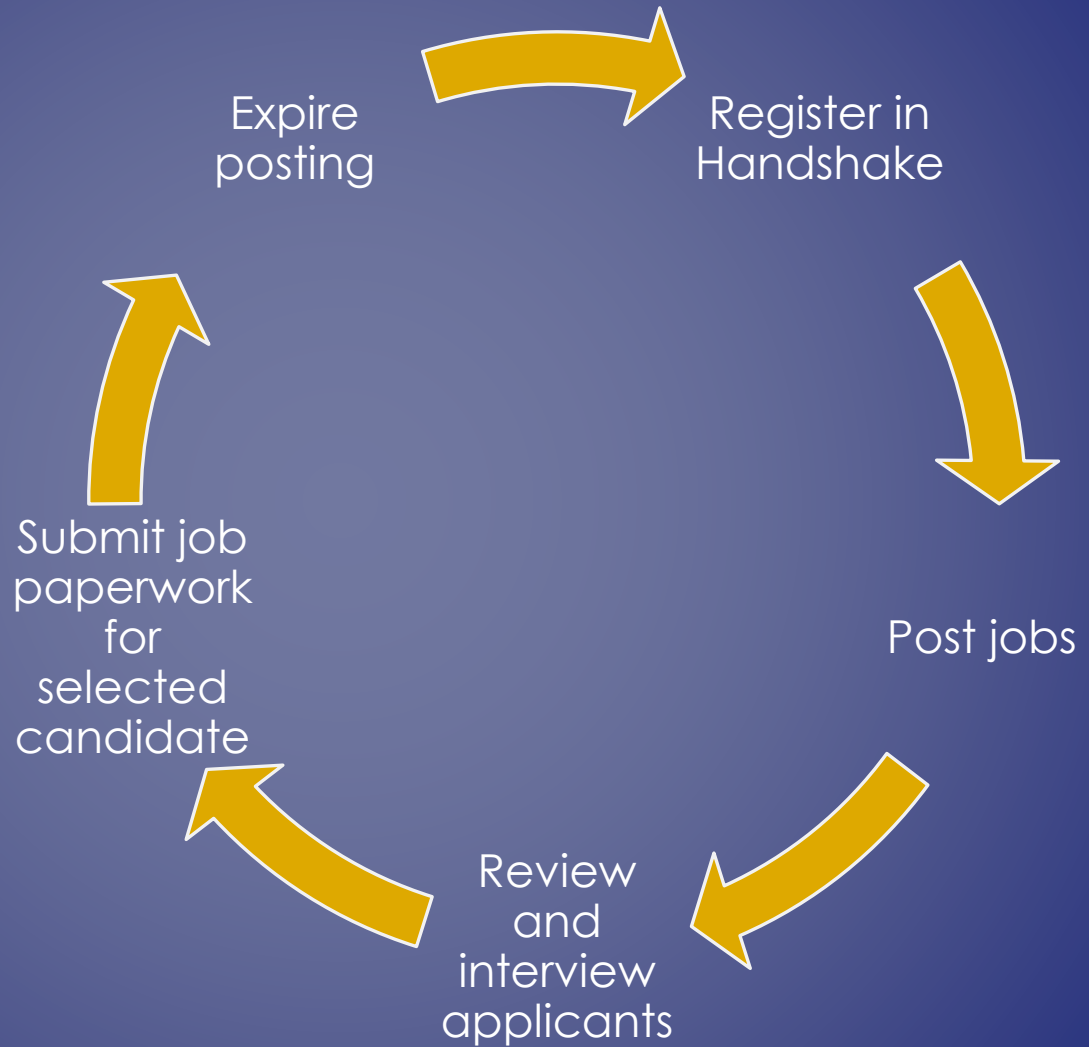 Expire
posting
Register in
Handshake
Post jobs
Review
and
interview
applicants
Submit job
paperwork
for
selected
candidate